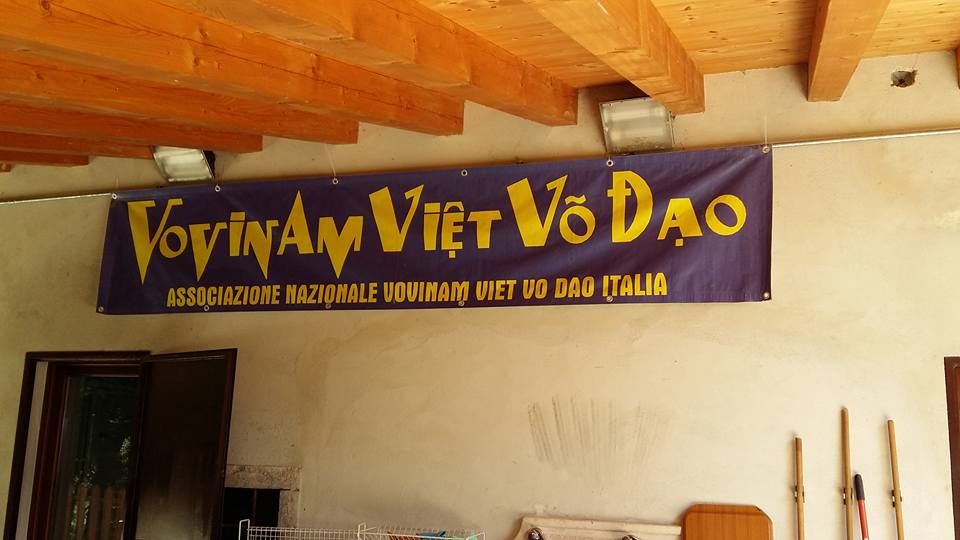 VOVINAM VIỆT VÕ ĐẠO
ASSOCIAZIONE NAZIONALE VOVINAM VIET VO DAO ITALIA